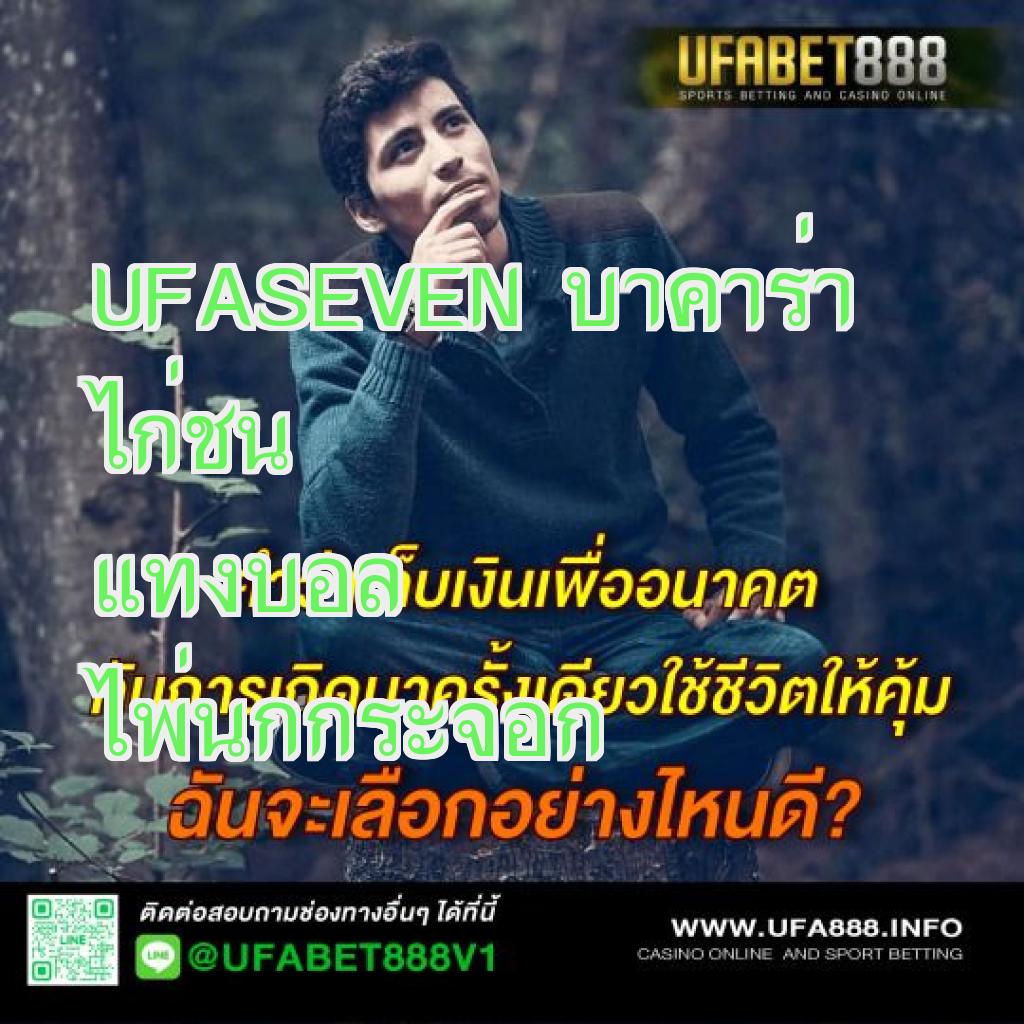 UFABET888
SPORTS BETTING AND CASINO ONLINE
UFASEVEN บาคาร่า
ไก่ชน
แทงบอล
เงินเพื่ออนาคต
ไพ่นกกระจอก
ใช้ชีวิตให้คุ้ม
ฉันจะเลือกอย่างไหนดี?
ติดต่อสอบถามช่องทางอื่นๆ ได้ที่นี้
LINE
LINE
@UFABET888V1
WWW.UFA888.INFO
CASINO ONLINE AND SPORT BETTING